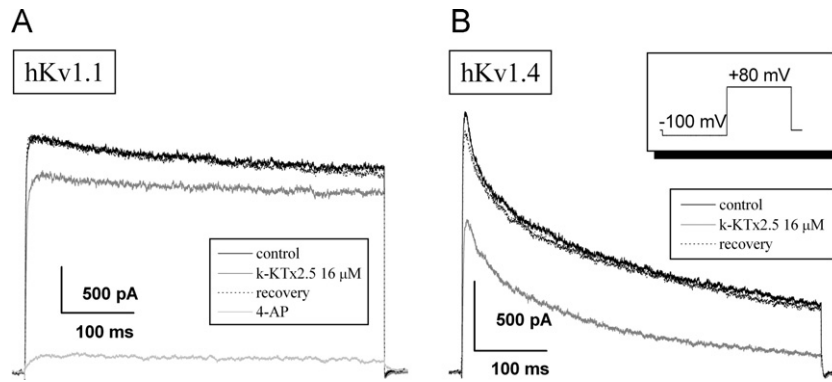 A
hKv1.1
control
k-KTx2.5 16 μM
recovery
4-AP
500 pA
100 ms
B
hKv1.4
+80 mV
-100 mV
control
k-KTx2.5 16 μM
recovery
500 pA
100 ms